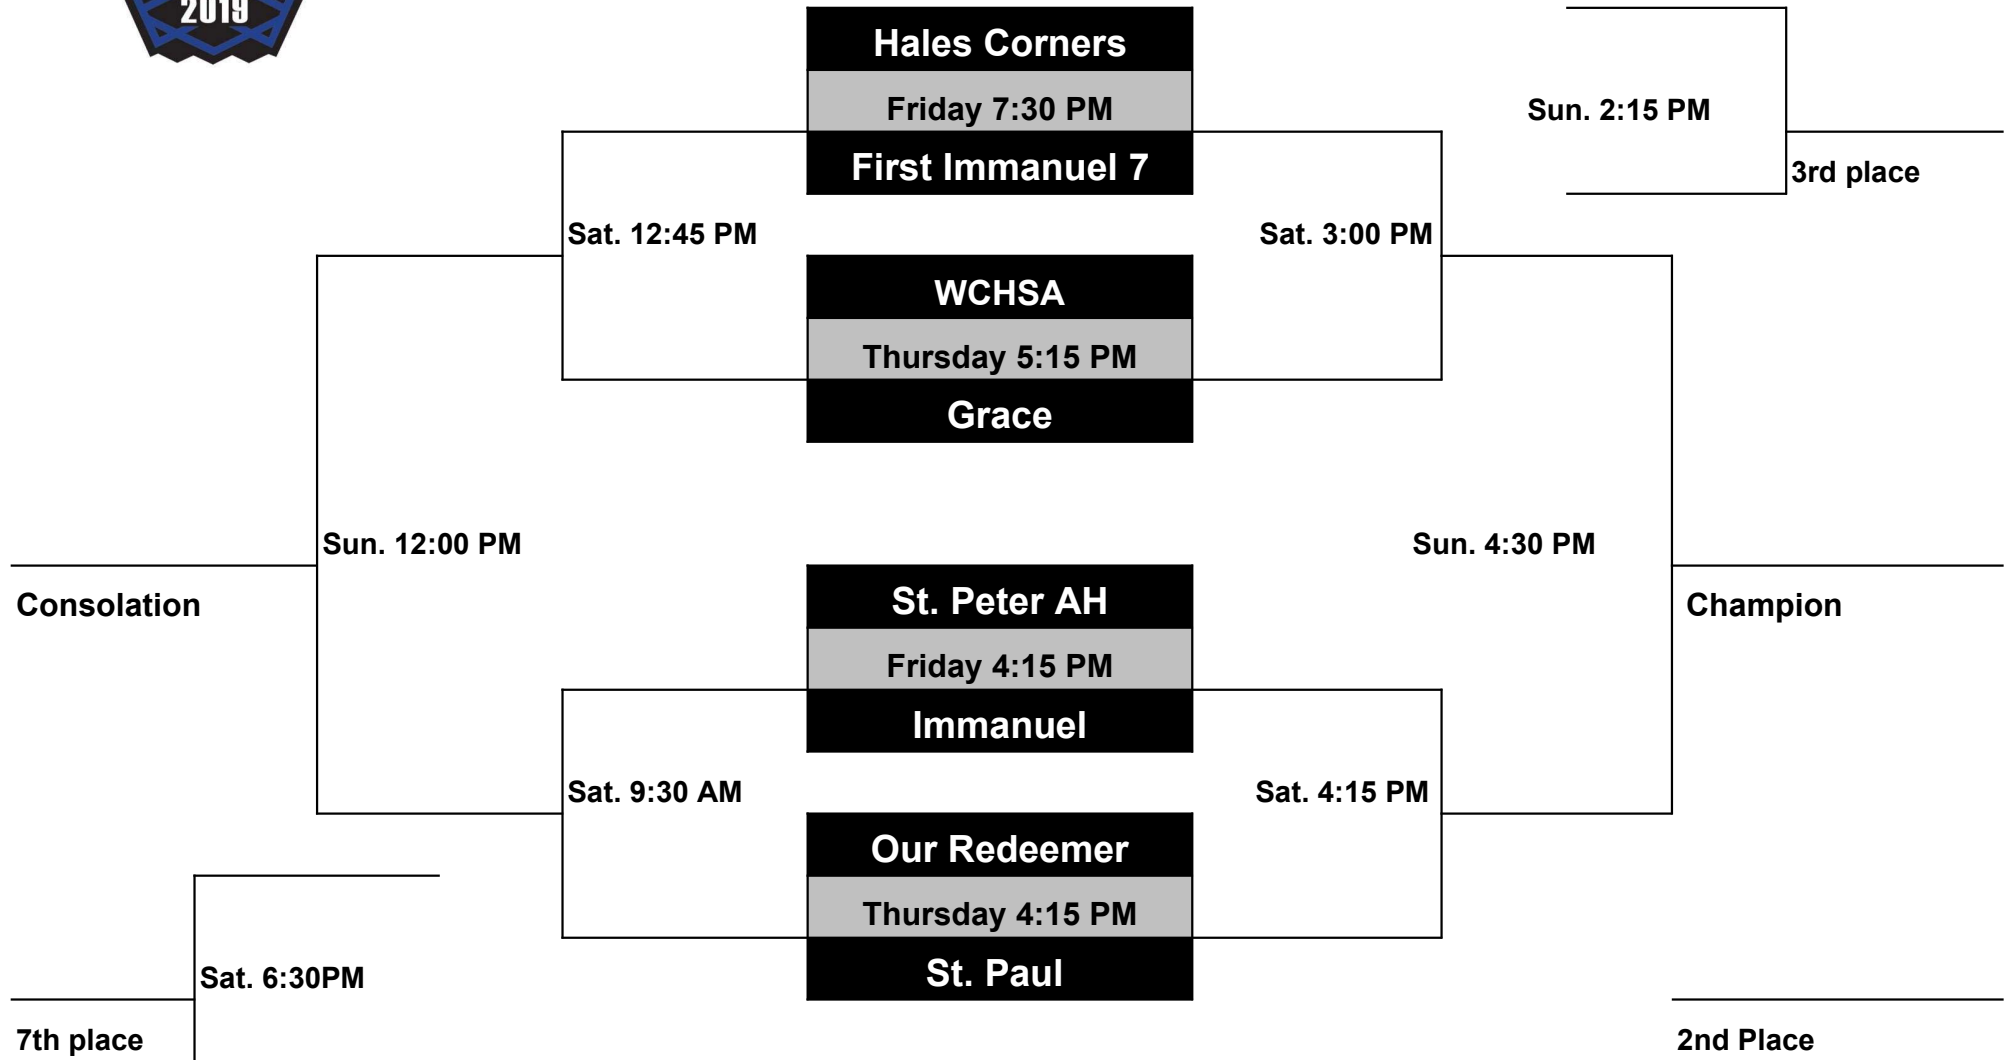 2019
Hales Corners
Friday 7:30 PM
Sun. 2:15 PM
First Immanuel 7
3rd place
Sat. 12:45 PM
Sat. 3:00 PM
WCHSA
Thursday 5:15 PM
Grace
Sun. 12:00 PM
Sun. 4:30 PM
St. Peter AH
Consolation
Champion
Friday 4:15 PM
Immanuel
Sat. 9:30 AM
Sat. 4:15 PM
Our Redeemer
Thursday 4:15 PM
St. Paul
Sat. 6:30PM
7th place
2nd Place